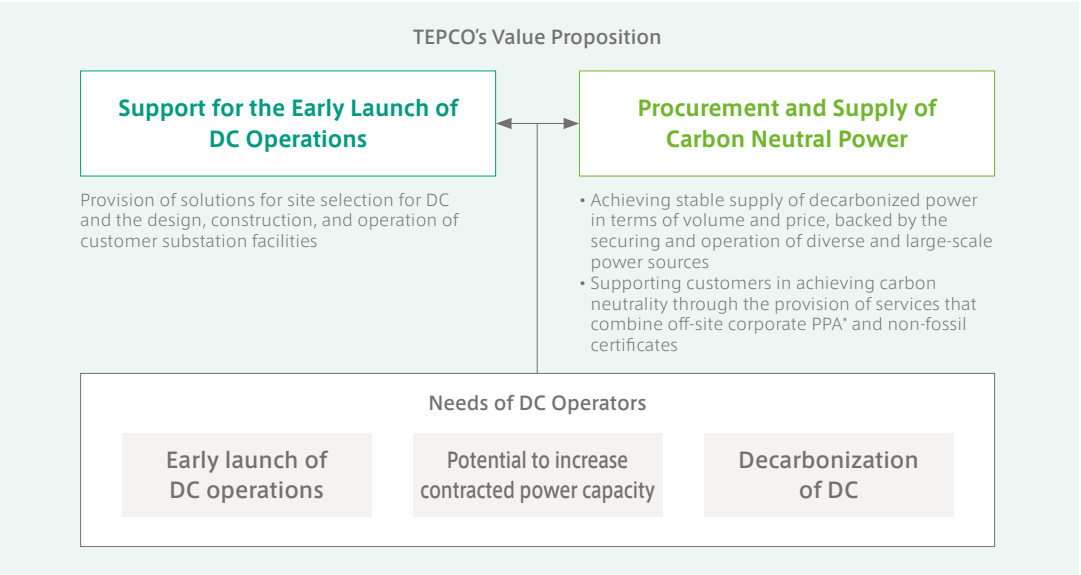 TEPCO's Value Proposition
Support for the Early Launch of
DC Operations
Provision of solutions for site selection for DC
and the design, construction, and operation of
customer substation facilities
Procurement and Supply of
Carbon Neutral Power
• Achieving stable supply of decarbonized power
in terms of volume and price, backed by the
securing and operation of diverse and large-scale
power sources
• Supporting customers in achieving carbon
neutrality through the provision of services that
combine off-site corporate PPA* and non-fossil
certificates
Needs of DC Operators
Early launch of
DC operations
Potential to increase
contracted power capacity
Decarbonization
of DC